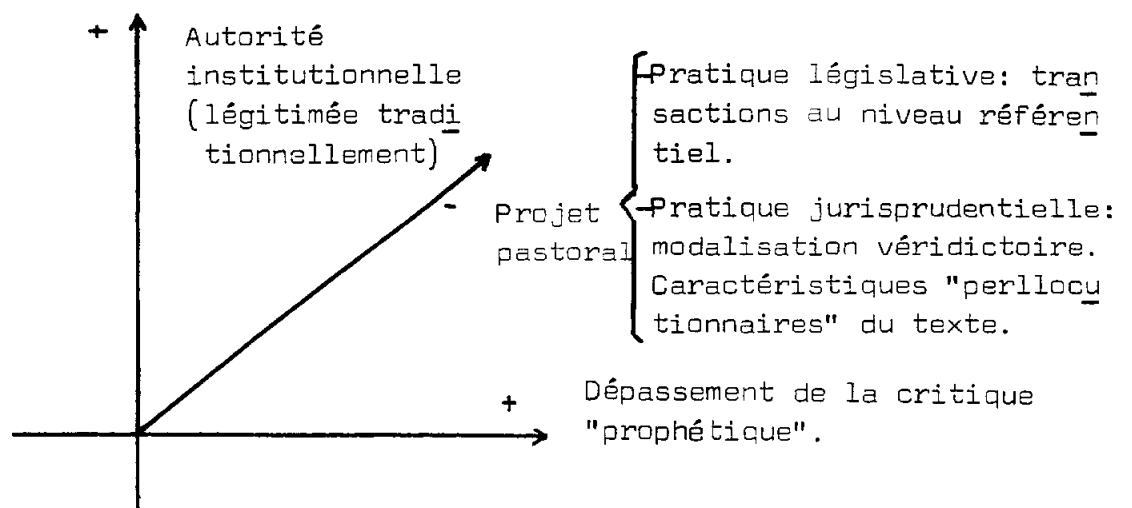 +
Autorité
institutionnelle
(légitimée tradi
tionnellement)
-
Projet
pastoral
-Pratique législative: tran
sactions au niveau référen
tiel.
-Pratique jurisprudentielle:
modalisation véridictoire.
Caractéristiques "perllocu
tionnaires" du texte.
+
Dépassement de la critique
"prophétique".